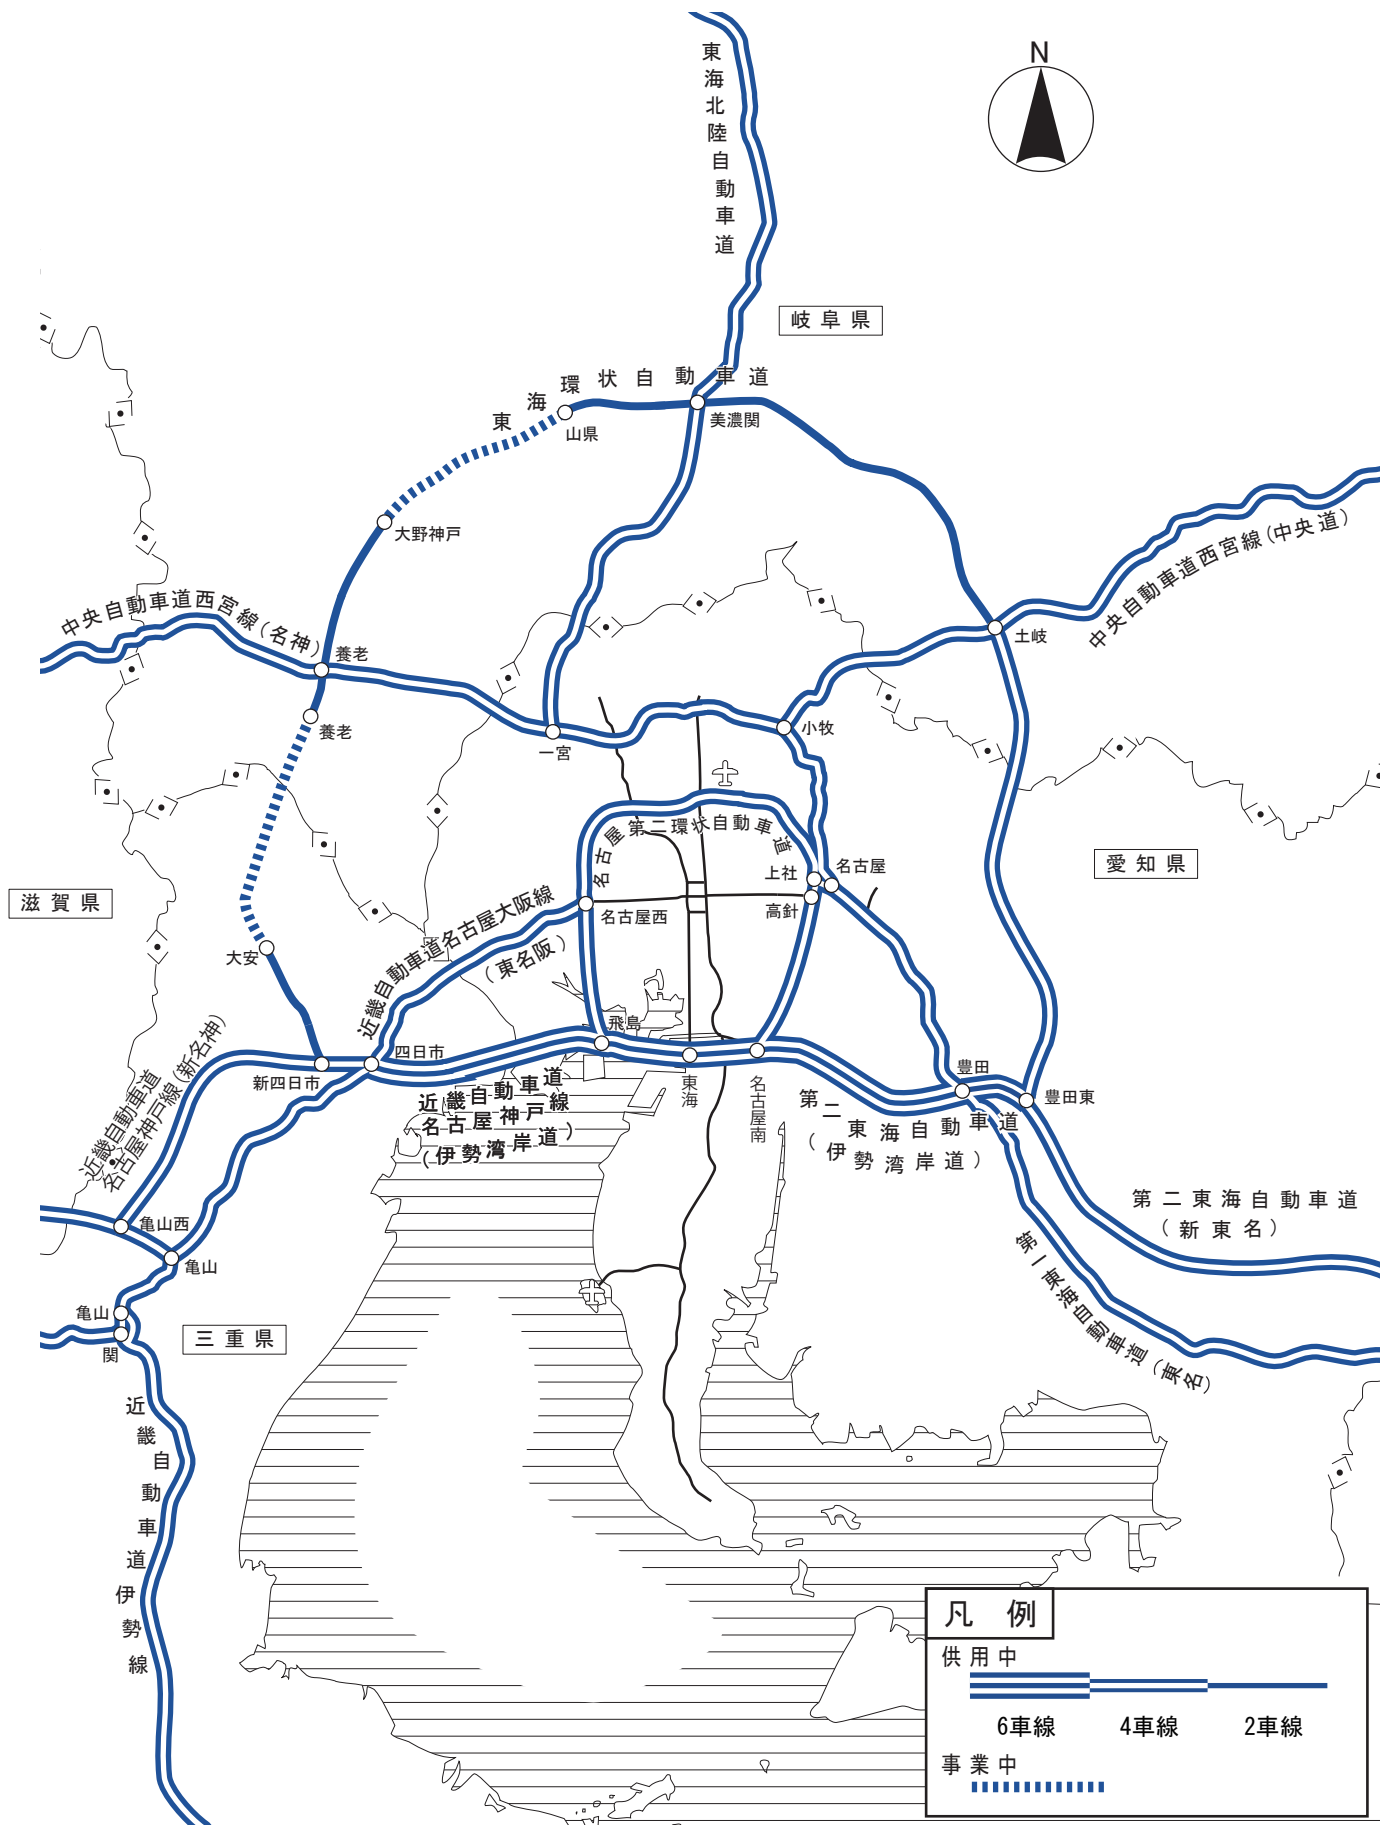 N
東海北陸自動車道
岐阜県
東海環状自動車道
山県
美濃関
大野神戸
中央自動車道西宮線(中央道)
中央自動車道西宮線(名神)
養老
土岐
養老
小牧
一宮
名古屋第二環状自動車道
愛知県
上社
名古屋
滋賀県
高針
名古屋西
近畿自動車道名古屋大阪線
(東名阪)
大安
飛島
四日市
新四日市
近畿自動車道
名古屋神戸線(新名神)
近畿自動車道
名古屋神戸線
(伊勢湾岸道)
東海
名古屋南
豊田
豊田東
第二東海自動車道
(伊勢湾岸道)
第二東海自動車道
(新東名)
亀山西
亀山
第一東海自動車道(東名)
亀山
関
三重県
近畿自動車道伊勢線
凡例
供用中
6車線
4車線
2車線
事業中